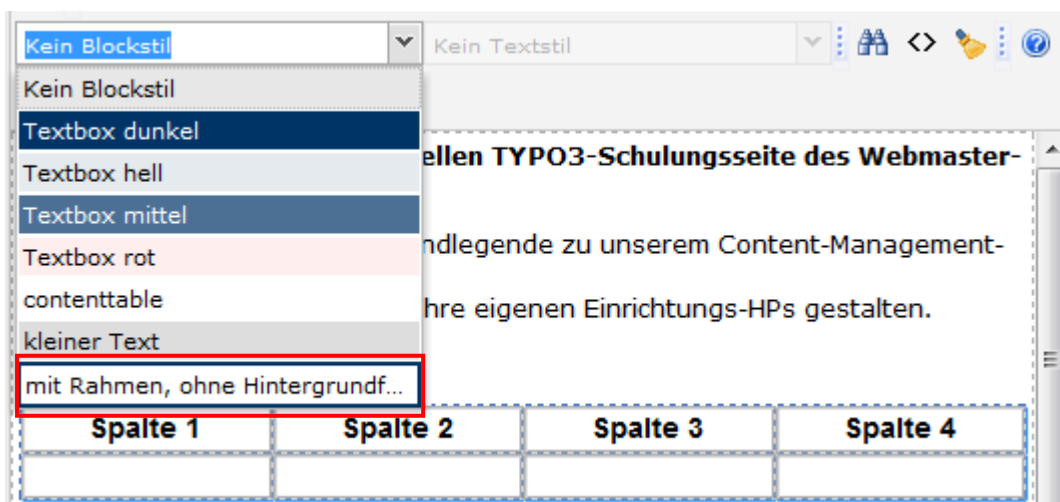 Kein Blockstil Kein Textstil
Kein Blockstil
Textbox dunkel
Textbox hell
Textbox mittel
Textbox rot
contenttable
kleiner Text
mit Rahmen, ohne Hintergrundf...
ellen TYPO3-Schulungsseite des Webmaster-
ndlegende zu unserem Content-Management-
hre eigenen Einrichtungs-HPs gestalten.
Spalte 1 Spalte 2 Spalte 3 Spalte 4